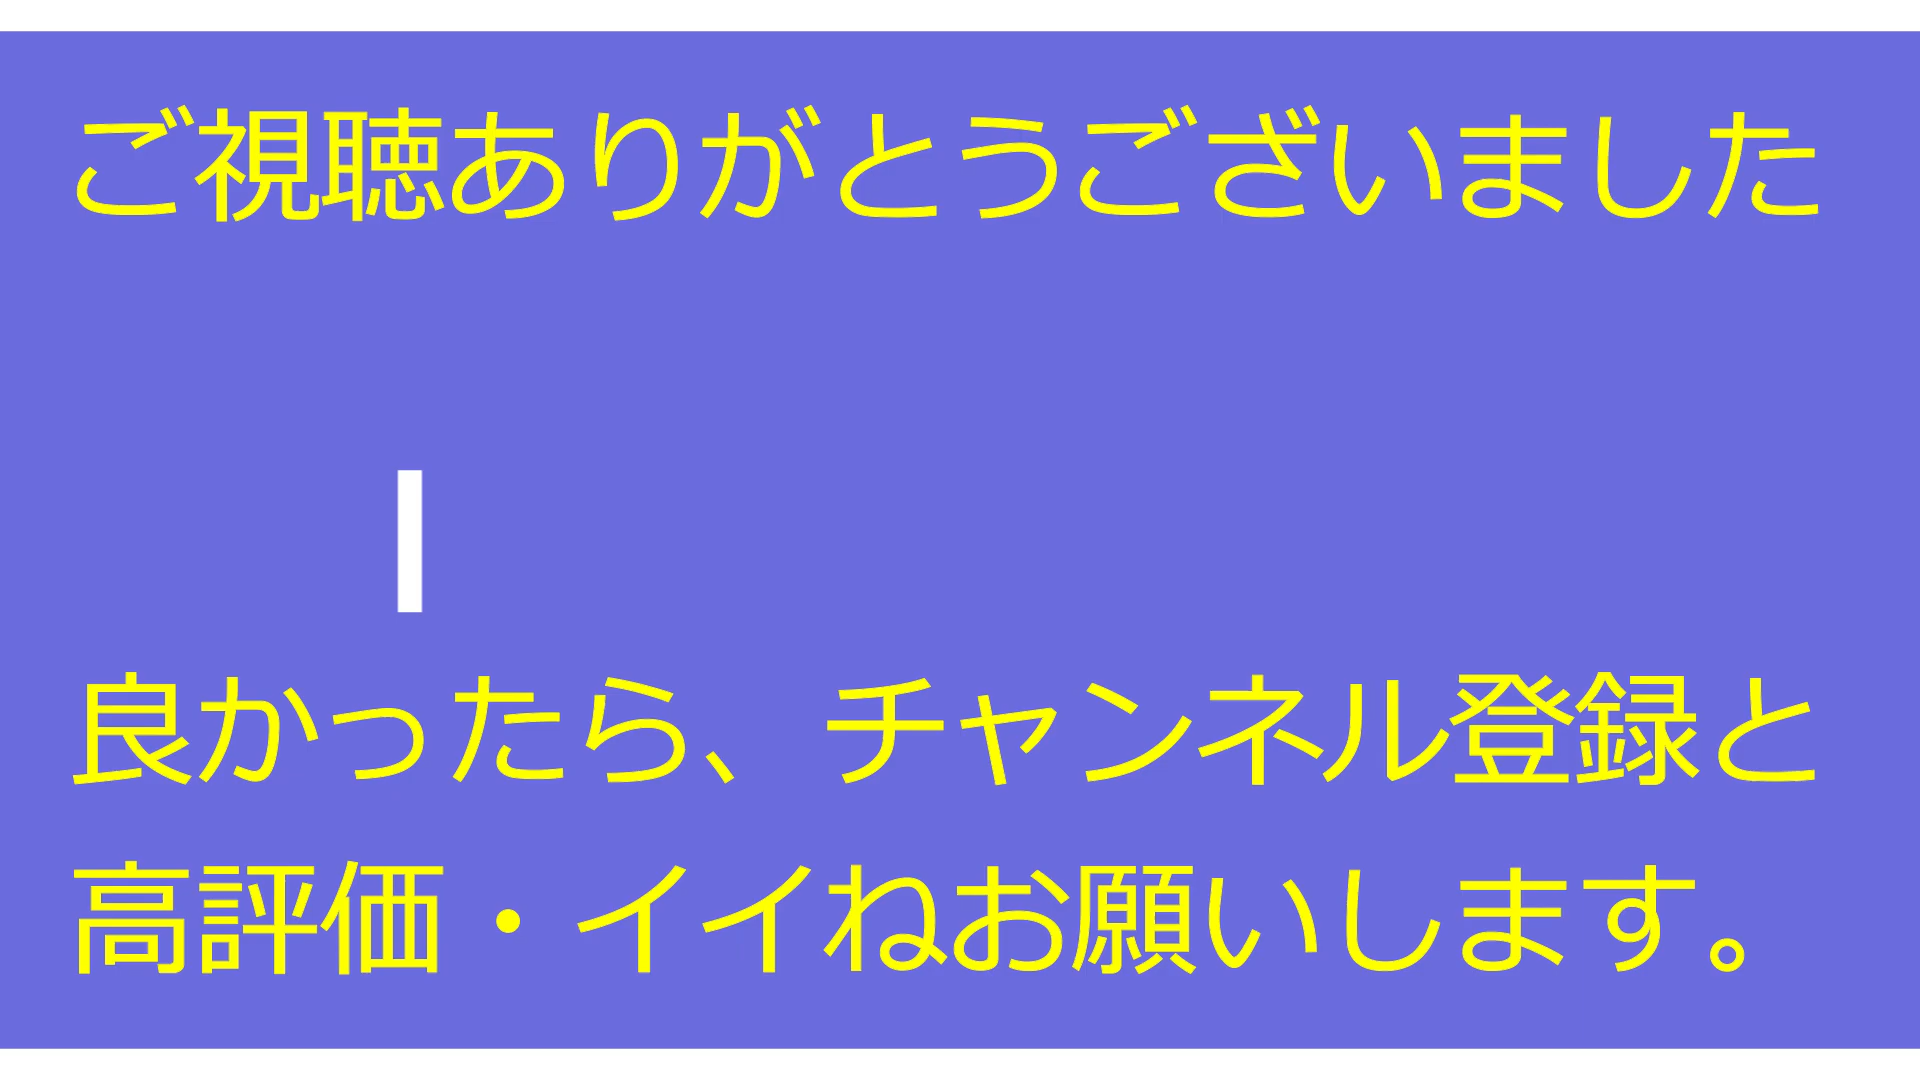 ご視聴ありがとうございました
良かったら、チャンネル登録と
高評価・イイねお願いします。